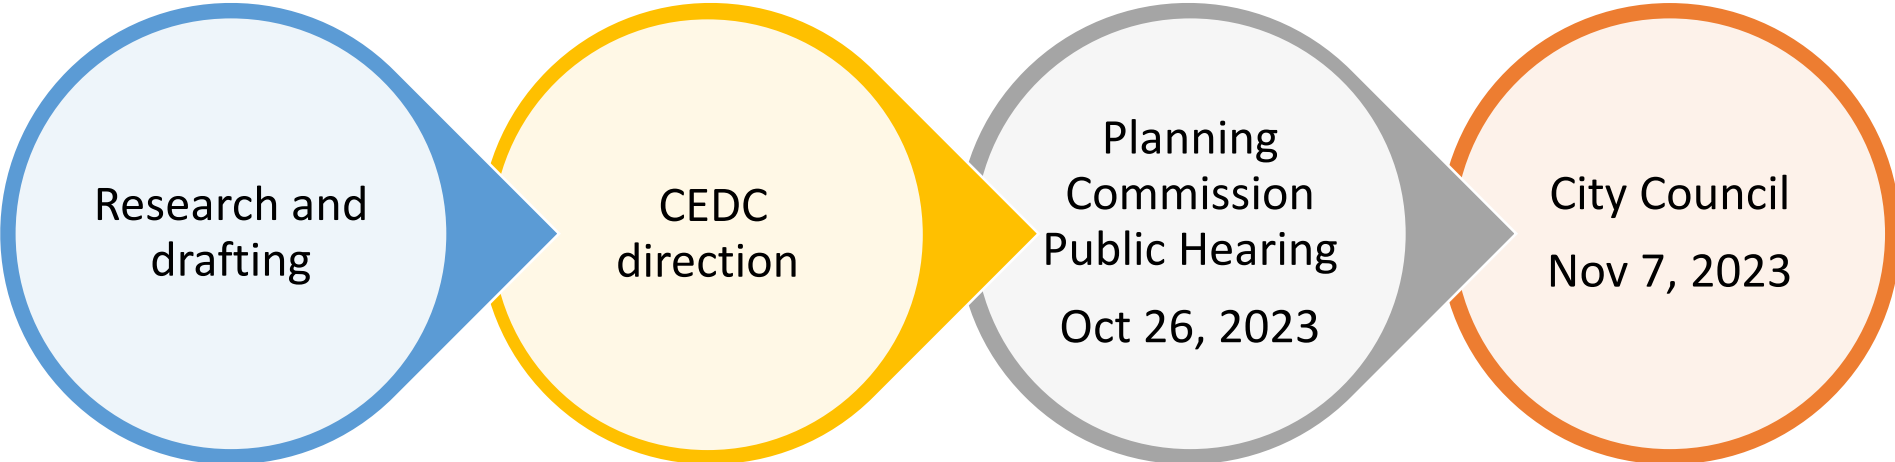 Research and
drafting
CEDC
direction
Planning
Commission
Public Hearing
Oct 26, 2023
City Council
Nov 7, 2023